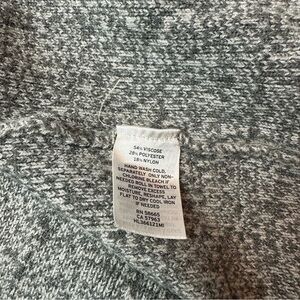 54% VISCOSE
28% POLYESTER
18% NYLON
HAND WASH COLD,
SEPARATELY ONLY NON-
CHLORINE BLEACH IF
NEEDED. ROLL IN TOWEL TO
REMOVE EXCESS
MOISTURE, RESHAPE, LAY
FLAT TO DRY COOL IRON
IF NEEDED
RN 58665
CA 57963